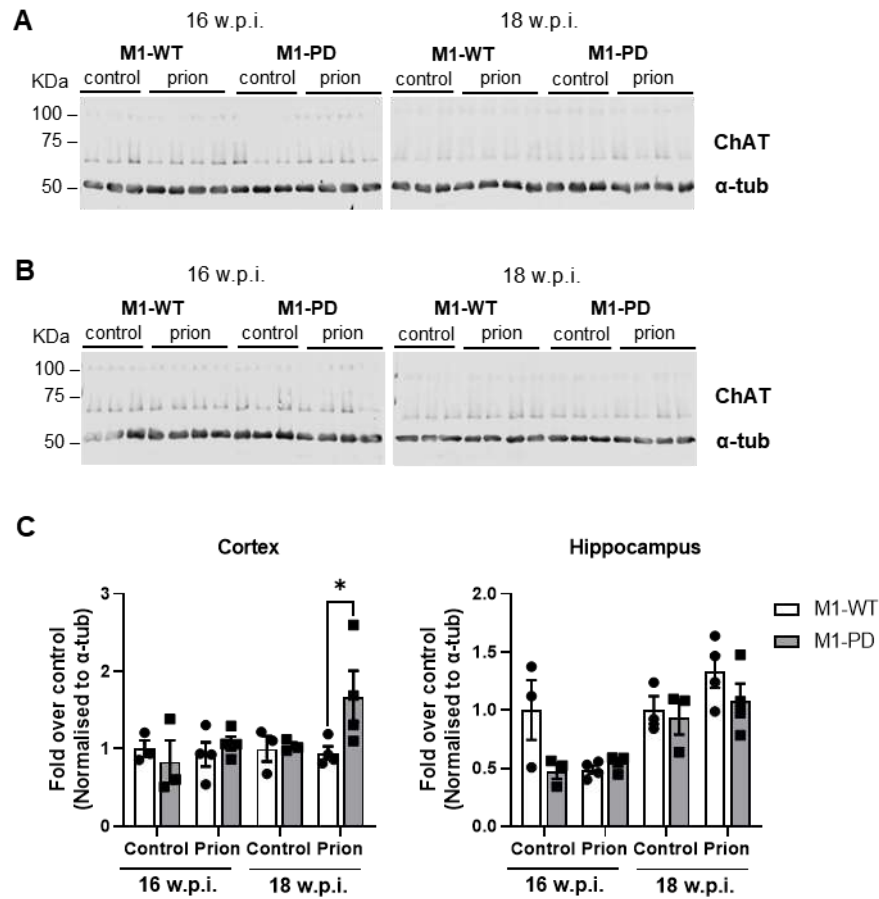 A
16 w.p.i.
18 w.p.i.
M1-WT
M1-PD
M1-WT
M1-PD
KDa
control
prion
control
prion
control
prion
control
prion
100
75
50
ChAT
α-tub
B
16 w.p.i.
18 w.p.i.
M1-WT
M1-PD
M1-WT
M1-PD
KDa
control
prion
control
prion
control
prion
control
prion
100
75
50
ChAT
α-tub
C
Cortex
Fold over control
(Normalised to α-tub)
3
2
1
0
*
Control Prion Control Prion
16 w.p.i. 18 w.p.i.
Hippocampus
Fold over control
(Normalised to α-tub)
2.0
1.5
1.0
0.5
0.0
Control Prion Control Prion
16 w.p.i. 18 w.p.i.
M1-WT
M1-PD